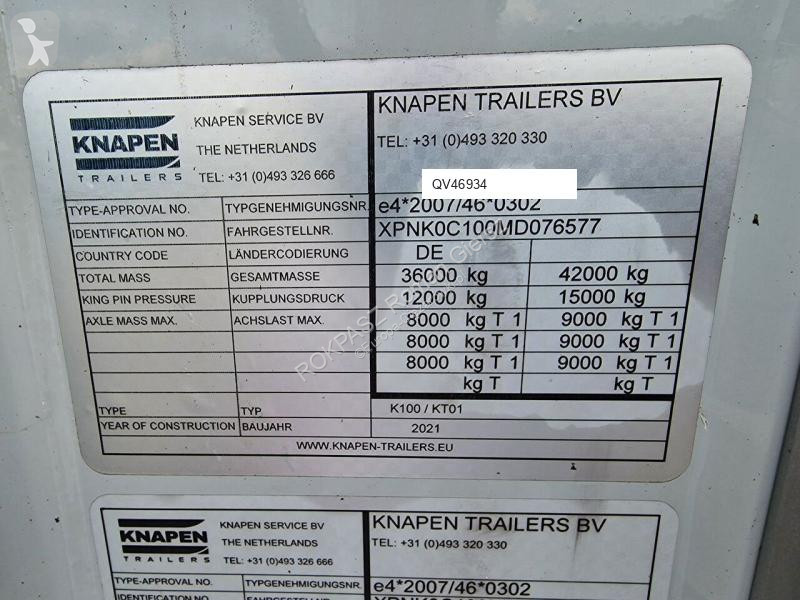 KNAPEN
TRAILERS
KNAPEN SERVICE BV
THE NETHERLANDS
TEL: +31 (0)493 326 666
KNAPEN TRAILERS BV
TEL: +31 (0)493 320 330
QV46934
TYPE-APPROVAL NO. TYPGENEHMIGUNGSNR. e4*2007/46*0302
IDENTIFICATION NO. FAHRGESTELLNR. XPNK0C100MD076577
COUNTRY CODE LÄNDERCODIERUNG DE
TOTAL MASS GESAMTMASSE 36000 kg 42000 kg
KING PIN PRESSURE KUPPLUNGSDRUCK 12000 kg 15000 kg
AXLE MASS MAX. ACHSLAST MAX. 8000 kg T 1 9000 kg T 1
8000 kg T 1 9000 kg T 1
8000 kg T 1 9000 kg T 1
kg T kg T
TYPE TYP K100 / KT01
YEAR OF CONSTRUCTION BAUJAHR 2021
WWW.KNAPEN-TRAILERS.EU
KNAPEN
TRAILERS
KNAPEN SERVICE BV
THE NETHERLANDS
TEL: +31 (0)493 326 666
KNAPEN TRAILERS BV
TEL: +31 (0)493 320 330
TYPE-APPROVAL NO. TYPGENEHMIGUNGSNR. e4*2007/46*0302
IDENTIFICATION NO. FAHRGESTELLNR.